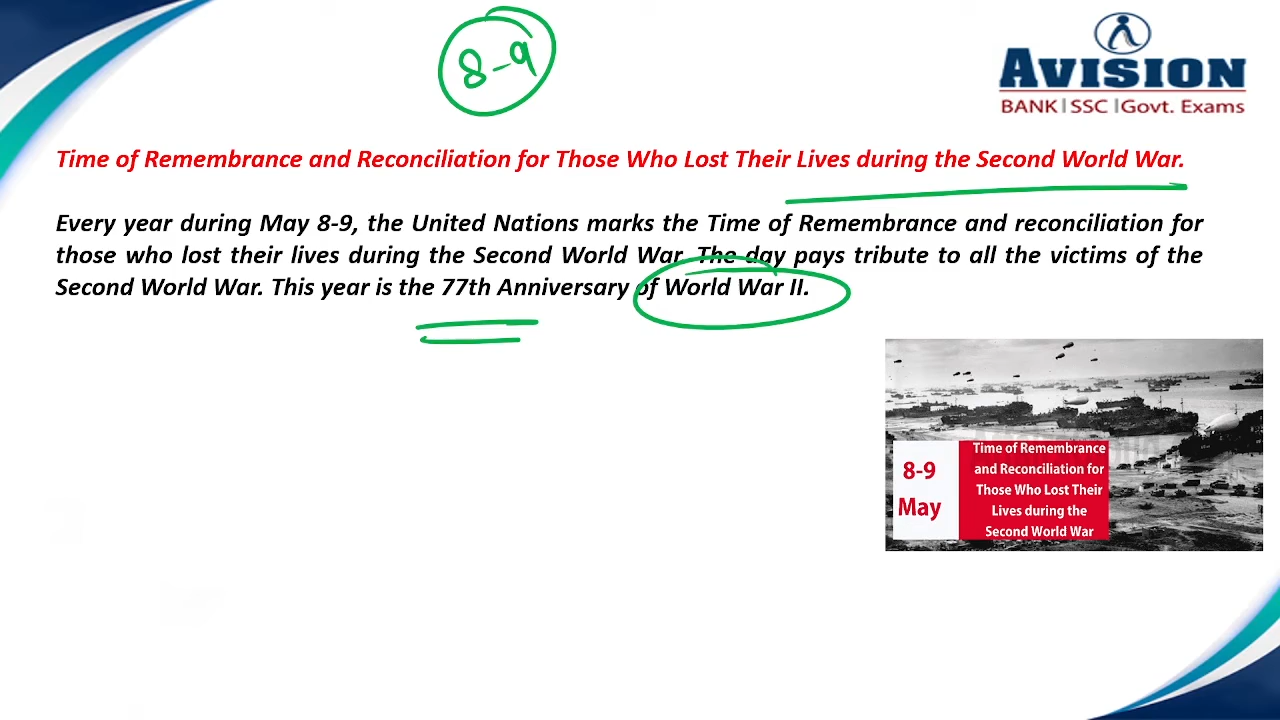 8-9
AVISION
BANK|SSC|Govt. Exams
Time of Remembrance and Reconciliation for Those Who Lost Their Lives during the Second World War.
Every year during May 8-9, the United Nations marks the Time of Remembrance and reconciliation for
those who lost their lives during the Second World War. The day pays tribute to all the victims of the
Second World War. This year is the 77th Anniversary of World War II.
8-9
May
Time of Remembrance
and Reconciliation for
Those Who Lost Their
Lives during the
Second World War